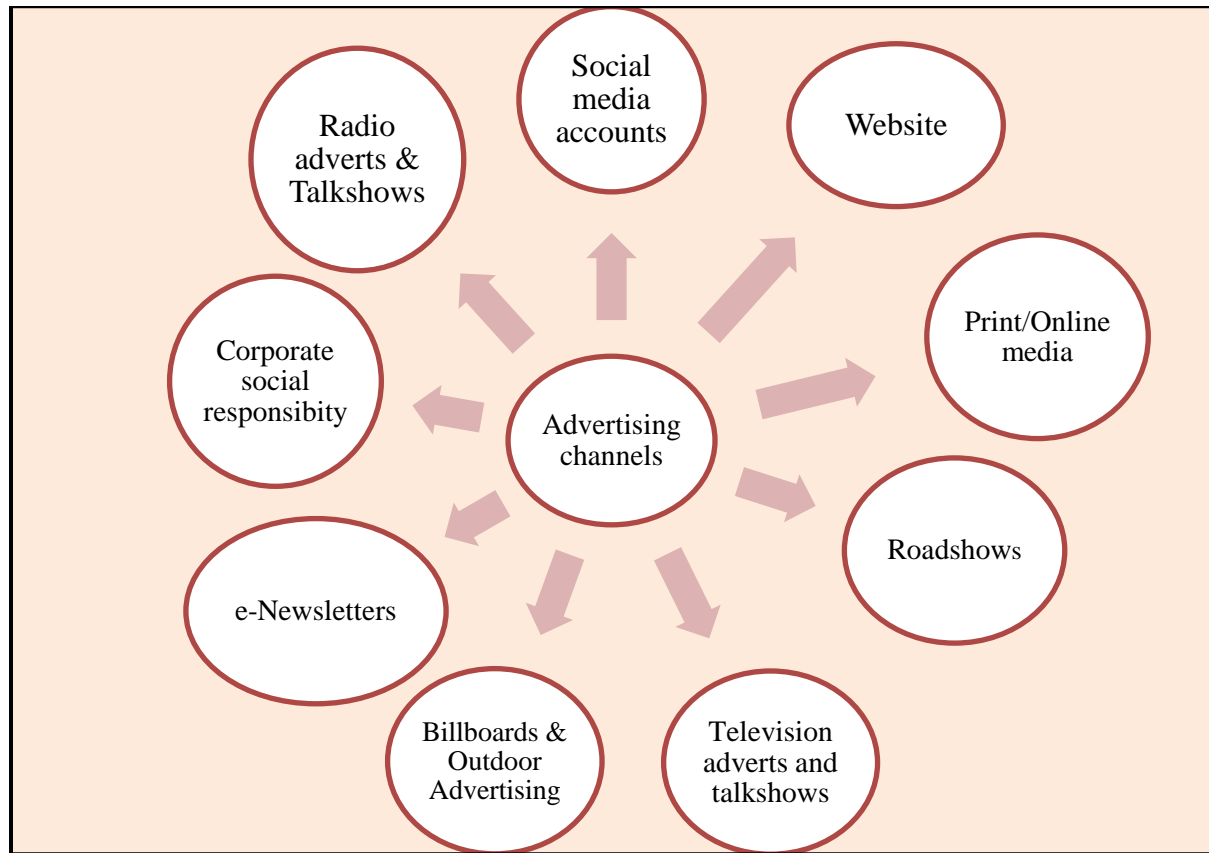 Social
media
accounts
Website
Print/Online
media
Roadshows
Television
adverts and
talkshows
Billboards &
Outdoor
Advertising
e-Newsletters
Corporate
social
responsibity
Radio
adverts &
Talkshows
Advertising
channels